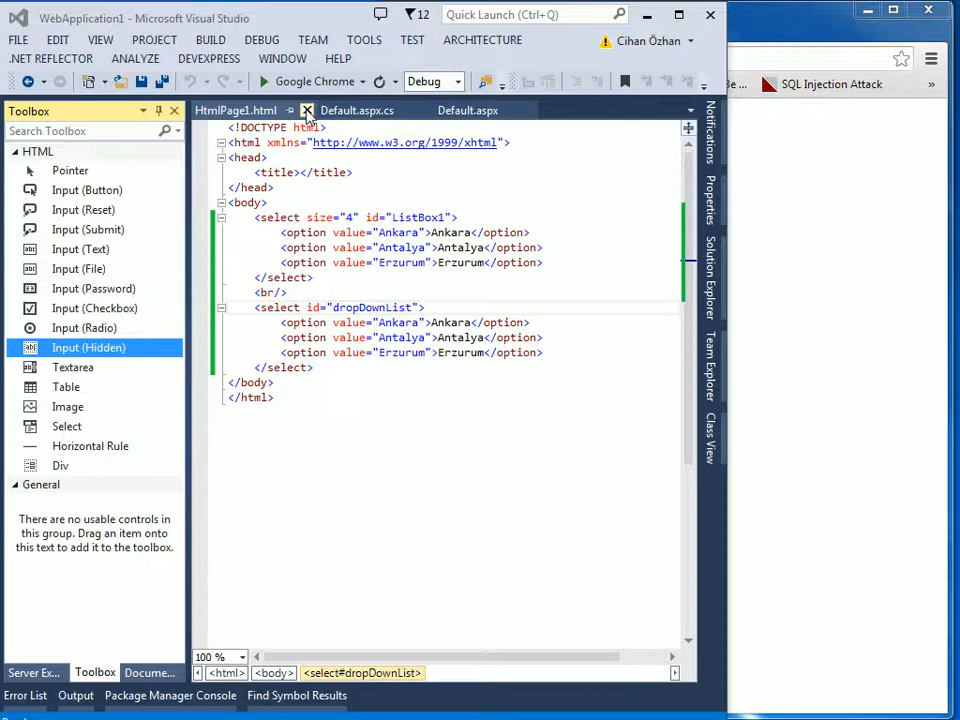 WebApplication1 - Microsoft Visual Studio
12
Quick Launch (Ctrl+Q)
FILE EDIT VIEW PROJECT BUILD DEBUG TEAM TOOLS TEST ARCHITECTURE
Cihan Özhan
.NET REFLECTOR ANALYZE DEVEXPRESS WINDOW HELP
Google Chrome
Debug
SQL Injection Attack
»
Toolbox
Search Toolbox
HTML
Pointer
Input (Button)
Input (Reset)
Input (Submit)
Input (Text)
Input (File)
Input (Password)
Input (Checkbox)
Input (Radio)
Input (Hidden)
Textarea
Table
Image
Select
Horizontal Rule
Div
General
There are no usable controls in
this group. Drag an item onto
this text to add it to the toolbox.
Server Ex... Toolbox Docume...
HtmlPage1.html Default.aspx.cs Default.aspx
<!DOCTYPE html>
<html xmlns="http://www.w3.org/1999/xhtml">
<head>
<title></title>
</head>
<body>
<select size="4" id="ListBox1">
<option value="Ankara">Ankara</option>
<option value="Antalya">Antalya</option>
<option value="Erzurum">Erzurum</option>
</select>
<br/>
<select id="dropDownList">
<option value="Ankara">Ankara</option>
<option value="Antalya">Antalya</option>
<option value="Erzurum">Erzurum</option>
</select>
</body>
</html>
100 %
<html> <body> <select#dropDownList>
Notifications
Properties
Solution Explorer
Team Explorer
Class View
Error List Output Package Manager Console Find Symbol Results